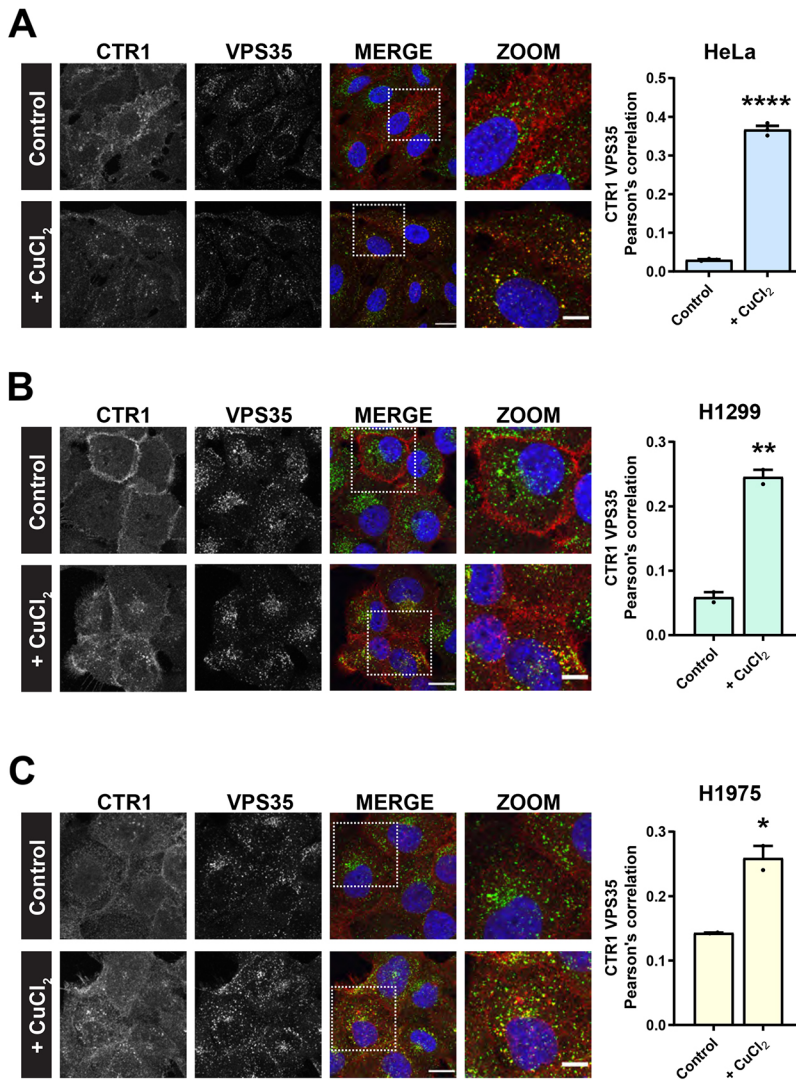 A
CTR1 VPS35 MERGE ZOOM
Control
+ CuCl₂
HeLa
CTR1 VPS35
Pearson's correlation
0.5
0.4
0.3
0.2
0.1
0.0
****
Control
+ CuCl₂
B
CTR1 VPS35 MERGE ZOOM
Control
+ CuCl₂
H1299
CTR1 VPS35
Pearson's correlation
0.3
0.2
0.1
0.0
**
Control
+ CuCl₂
C
CTR1 VPS35 MERGE ZOOM
Control
+ CuCl₂
H1975
CTR1 VPS35
Pearson's correlation
0.3
0.2
0.1
0.0
*
Control
+ CuCl₂